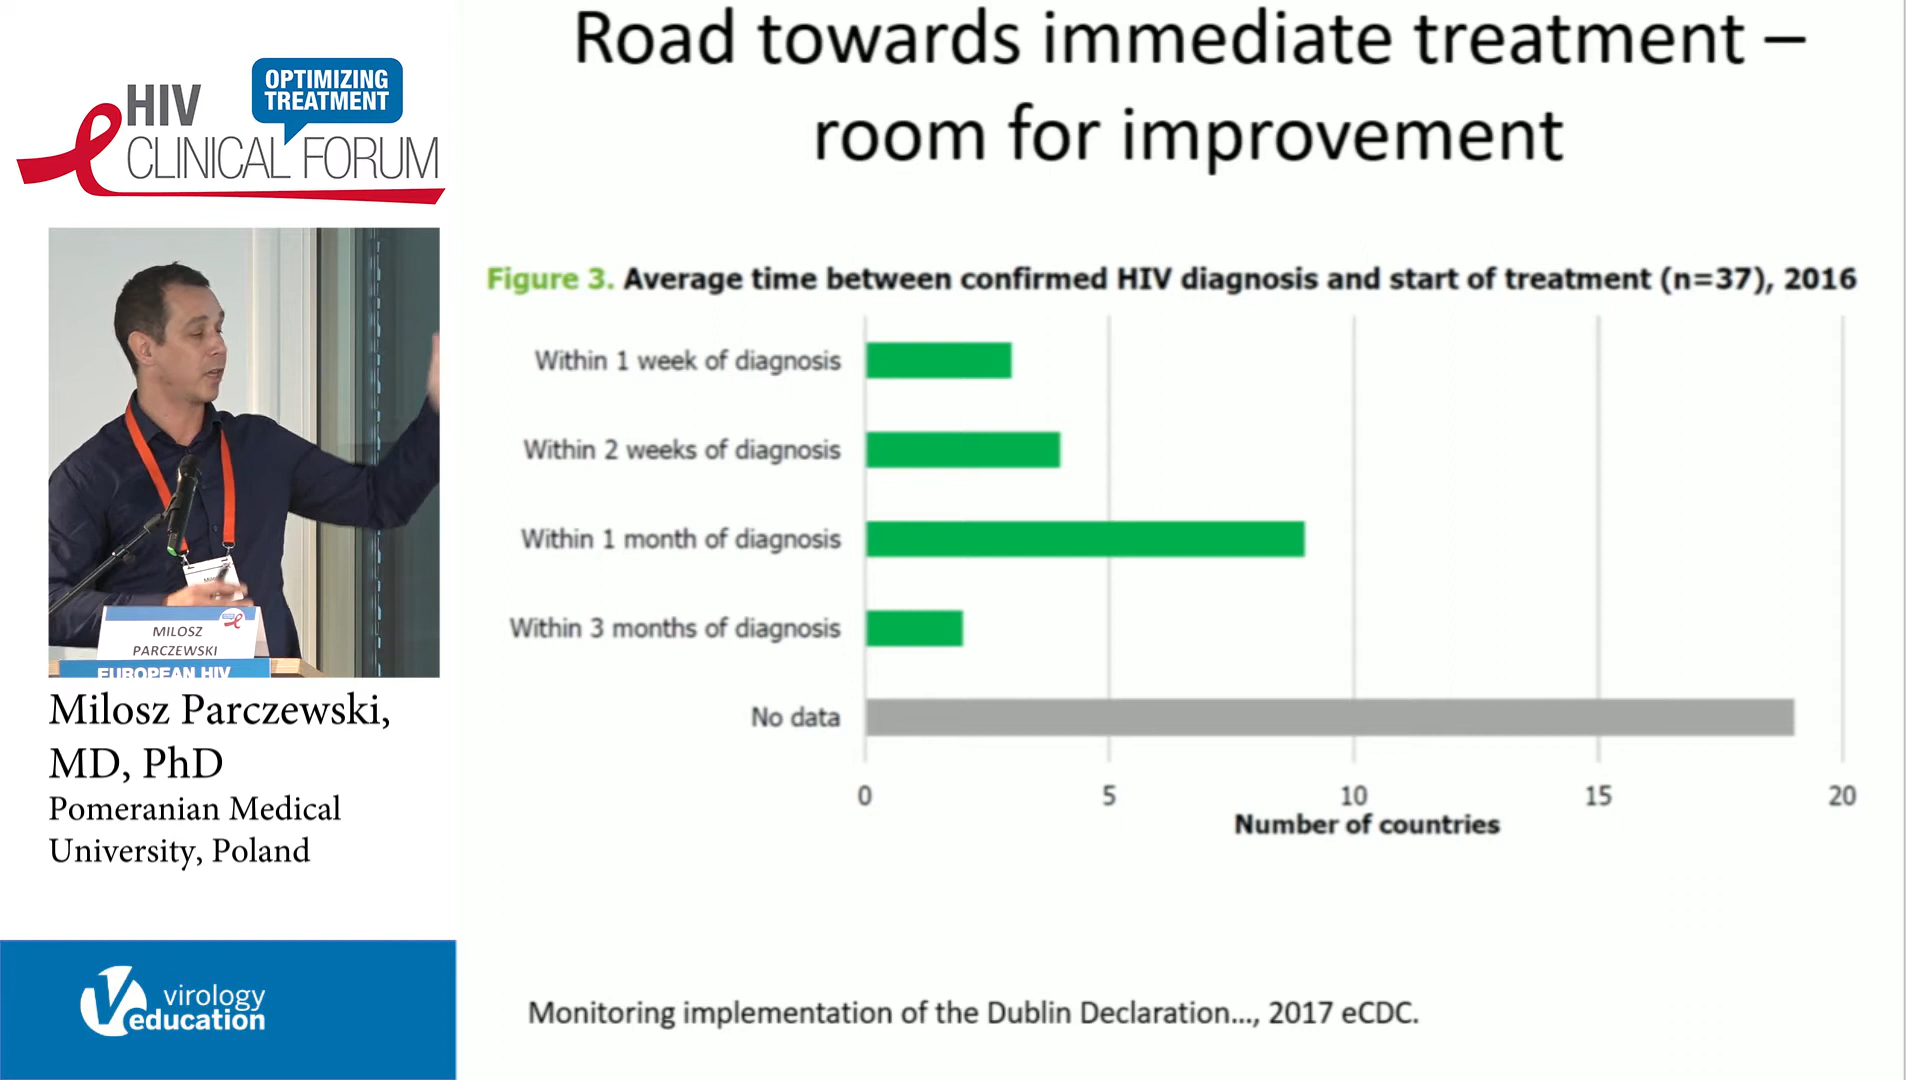 HIV
OPTIMIZING
TREATMENT
CLINICAL FORUM
MILOSZ
PARCZEWSKI
EUROPEAN HIV
Milosz Parczewski,
MD, PhD
Pomeranian Medical
University, Poland
virology
education
Road towards immediate treatment –
room for improvement
Figure 3. Average time between confirmed HIV diagnosis and start of treatment (n=37), 2016
Within 1 week of diagnosis
Within 2 weeks of diagnosis
Within 1 month of diagnosis
Within 3 months of diagnosis
No data
0 5 10 15 20
Number of countries
Monitoring implementation of the Dublin Declaration..., 2017 eCDC.